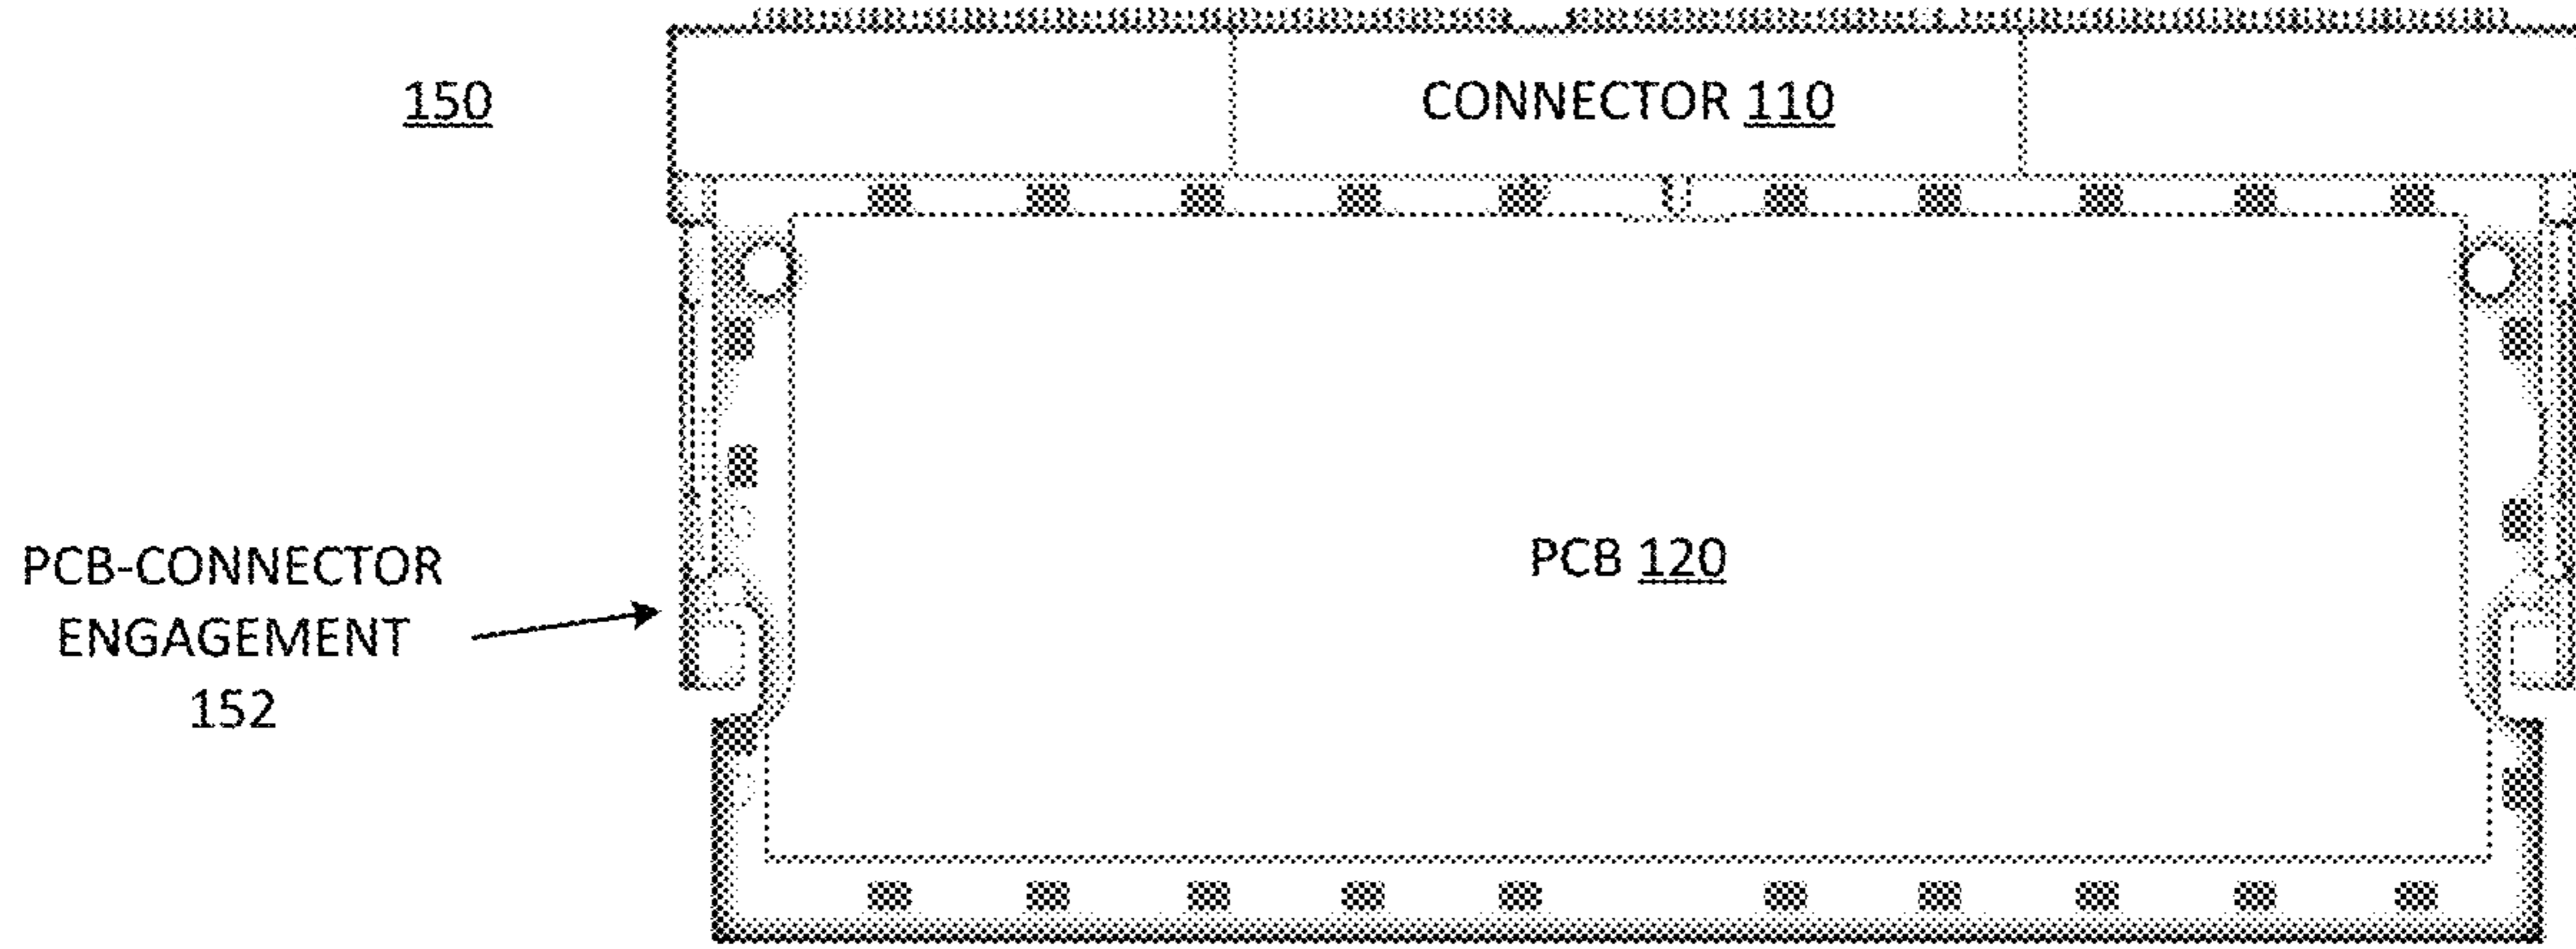 150
CONNECTOR 110
PCB-CONNECTOR
ENGAGEMENT
152
PCB 120